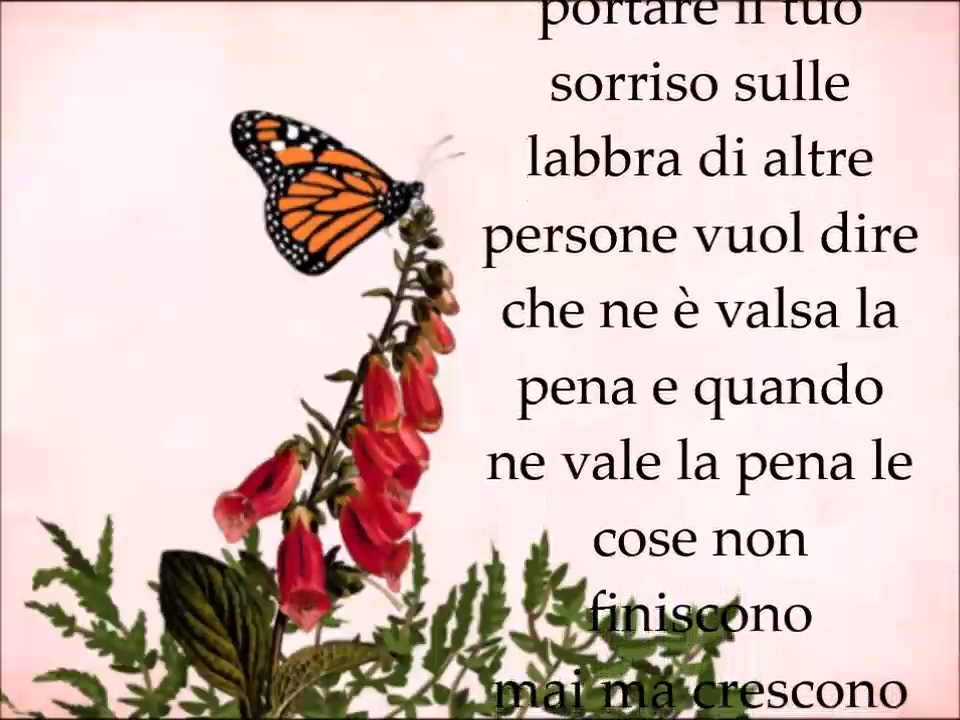 portare il tuo
sorriso sulle
labbra di altre
persone vuol dire
che ne è valsa la
pena e quando
ne vale la pena le
cose non
finiscono
mai ma crescono